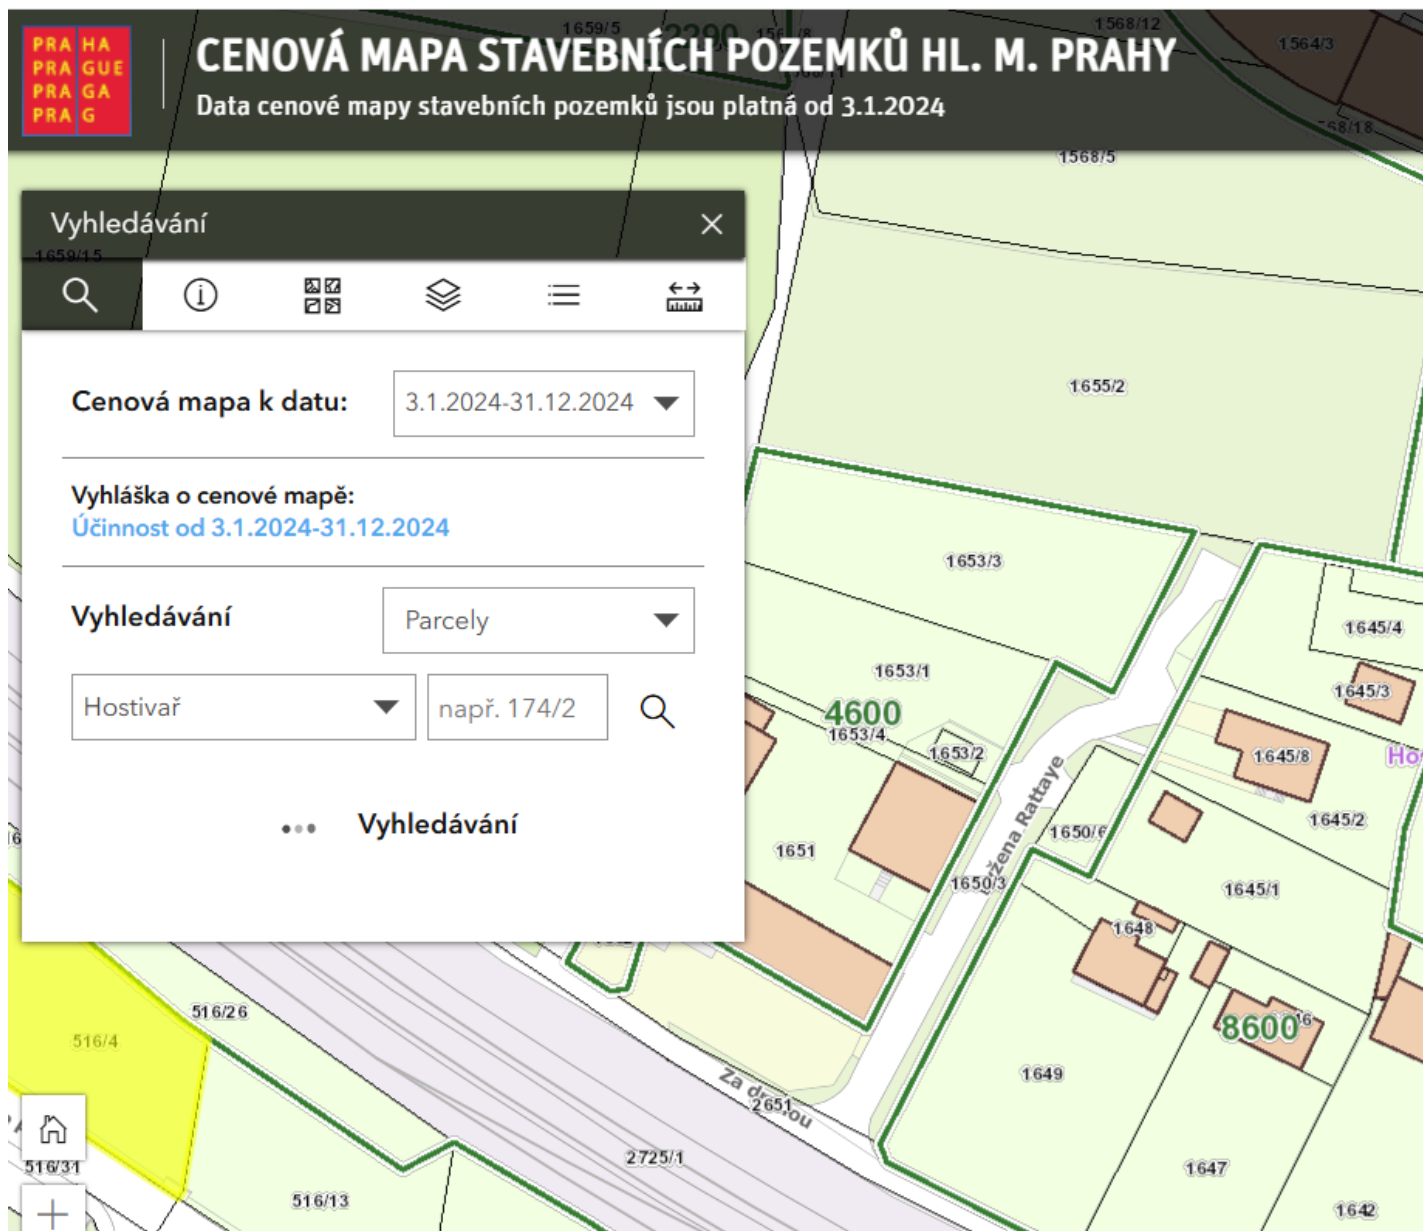 PRA HA
PRA GUE
PRA GA
PRA G
CENOVÁ MAPA STAVEBNÍCH POZEMKŮ HL. M. PRAHY
Data cenové mapy stavebních pozemků jsou platná od 3.1.2024
1659/5
2290
1568/12
1564/3
1568/5
Vyhledávání
1659/15
Cenová mapa k datu:
3.1.2024-31.12.2024
Vyhláška o cenové mapě:
Účinnost od 3.1.2024-31.12.2024
Vyhledávání
Parcely
Hostivař
např. 174/2
Vyhledávání
1655/2
1653/3
1645/4
1653/1
1645/3
4600
1653/4
1653/2
1645/8
1645/2
1650/6
1651
1650/3
1645/1
1648
516/26
516/4
8600
1649
Za drahou
2651
2725/1
516/31
516/13
1647
1642